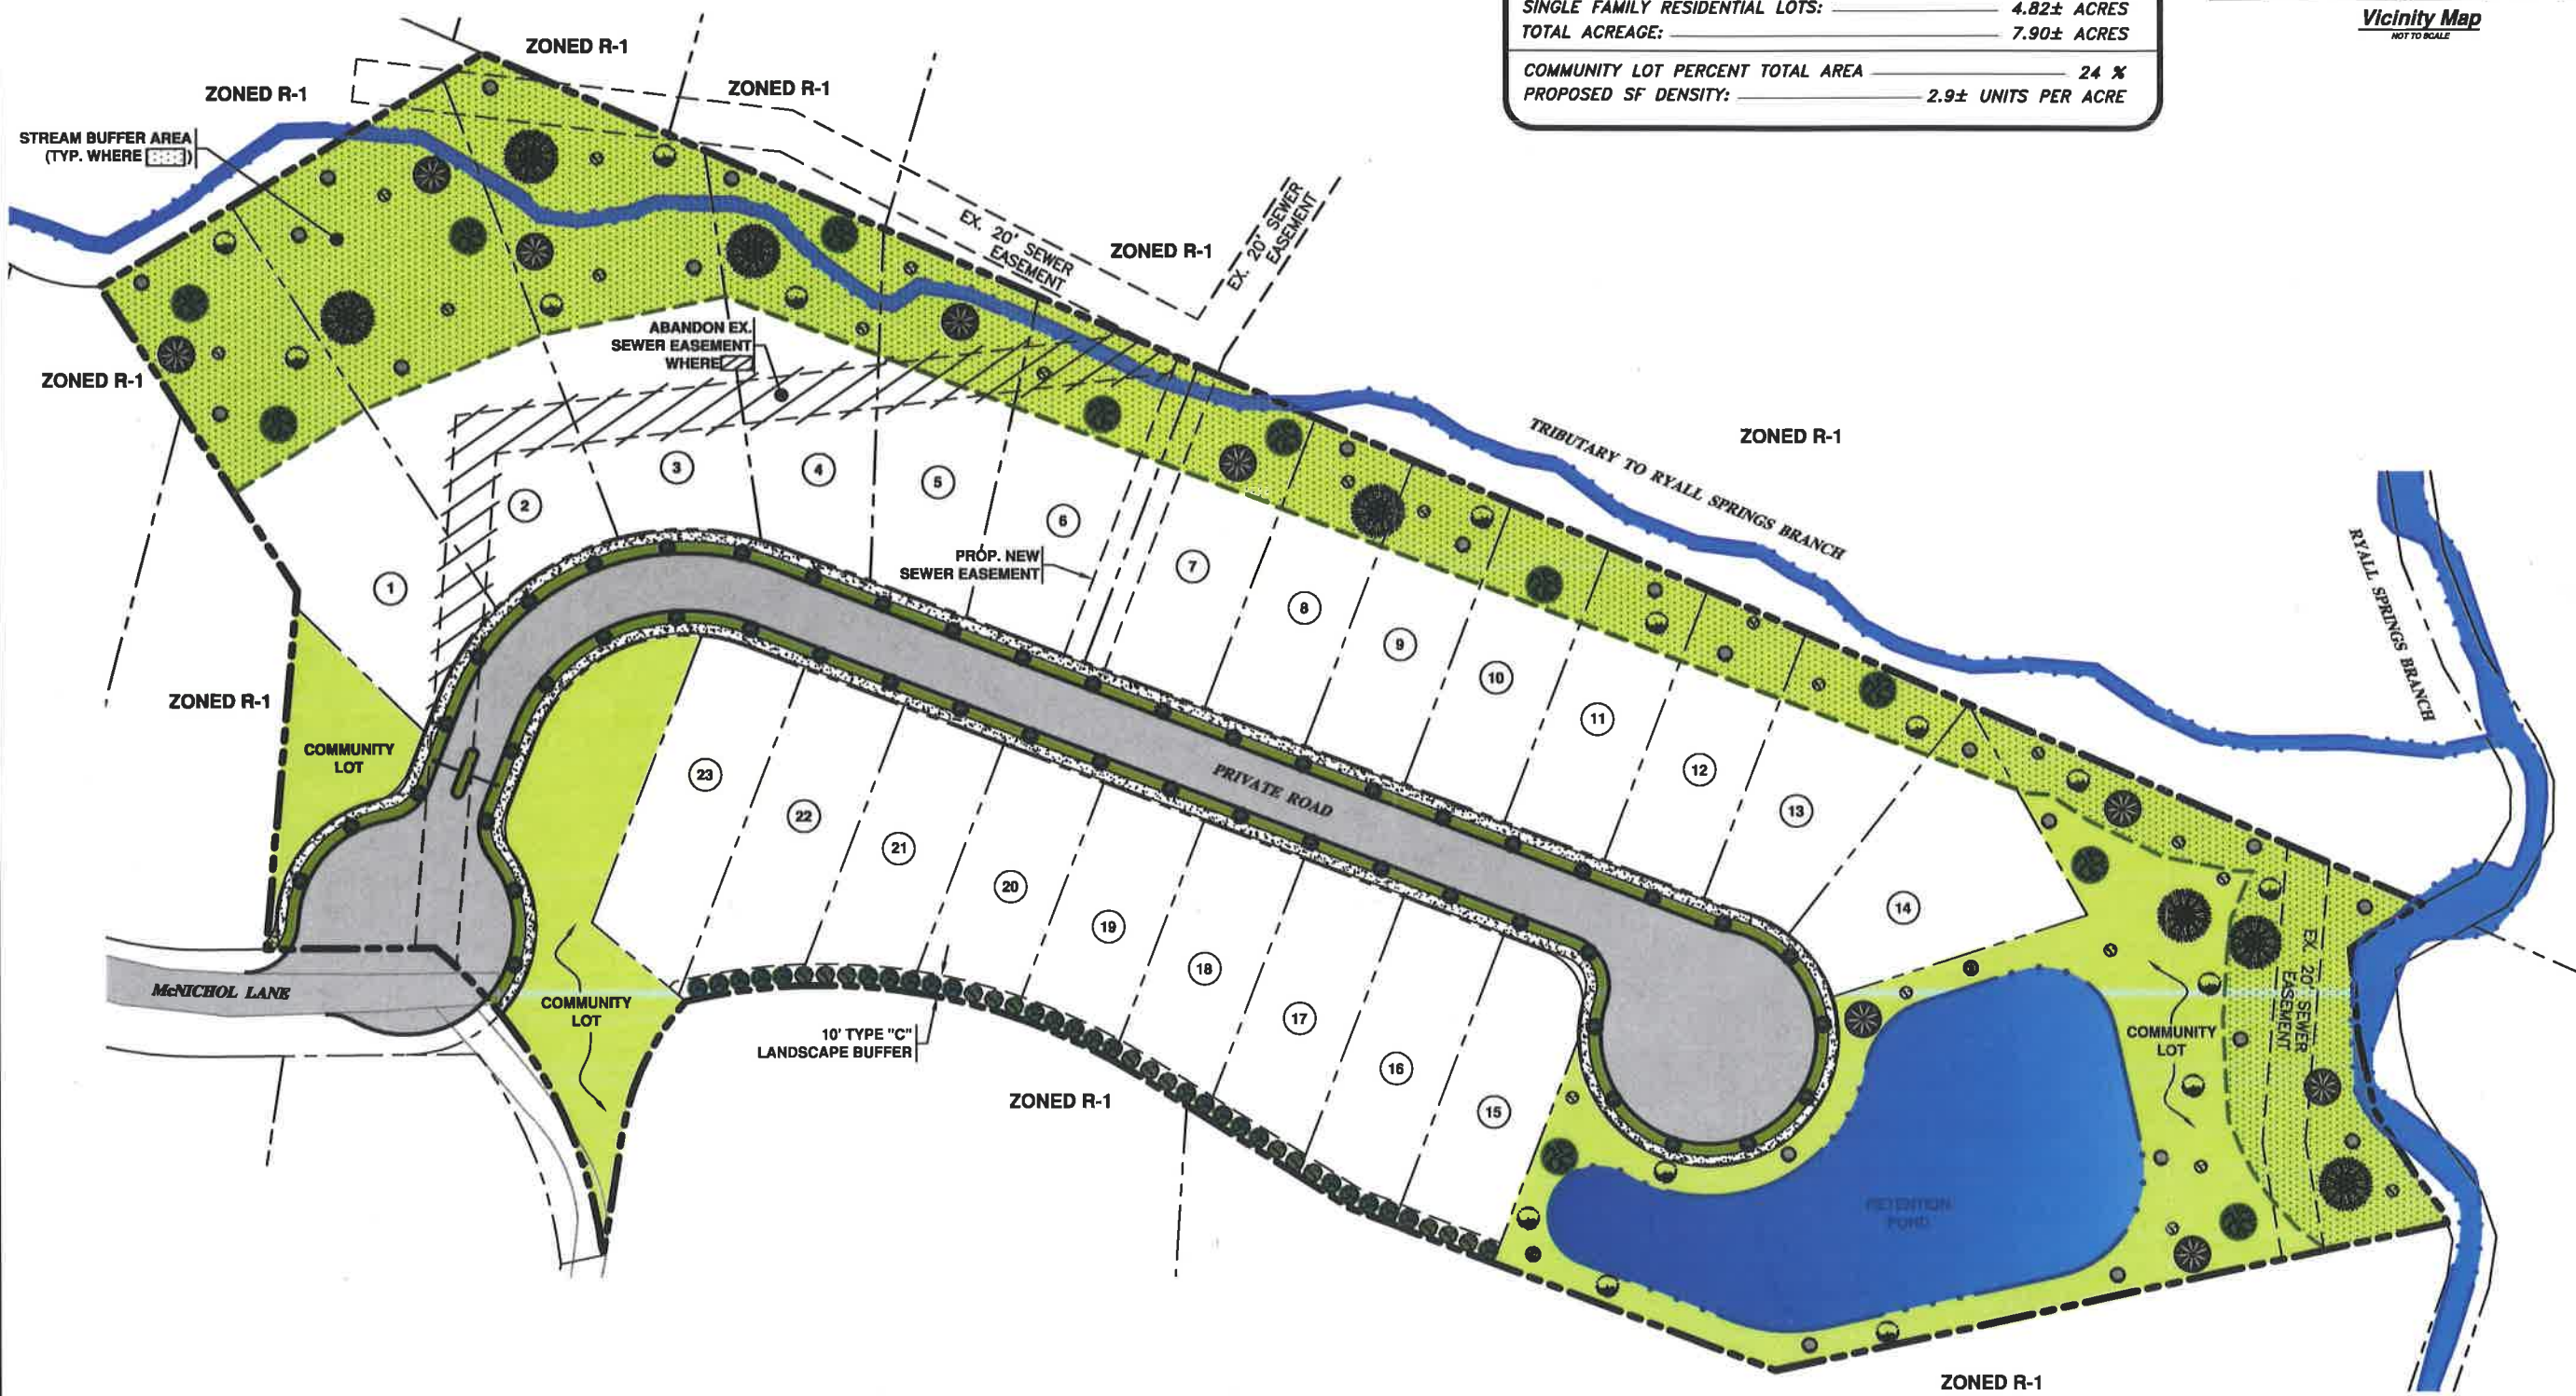 SINGLE FAMILY RESIDENTIAL LOTS: 4.82± ACRES
TOTAL ACREAGE: 7.90± ACRES
COMMUNITY LOT PERCENT TOTAL AREA 24 %
PROPOSED SF DENSITY: 2.9± UNITS PER ACRE
Vicinity Map
NOT TO SCALE
ZONED R-1
ZONED R-1
ZONED R-1
STREAM BUFFER AREA
(TYP. WHERE )
EX. 20' SEWER
EASEMENT
ZONED R-1
EX. 20' SEWER
EASEMENT
ABANDON EX.
SEWER EASEMENT
WHERE
ZONED R-1
TRIBUTARY TO RYALL SPRINGS BRANCH
ZONED R-1
RYALL SPRINGS BRANCH
1
2
3
4
5
6
PROP. NEW
SEWER EASEMENT
7
8
9
10
11
12
13
14
ZONED R-1
COMMUNITY
LOT
PRIVATE ROAD
23
22
21
20
19
18
17
16
15
McNICHOL LANE
COMMUNITY
LOT
10' TYPE "C"
LANDSCAPE BUFFER
ZONED R-1
COMMUNITY
LOT
EX. 20' SEWER
EASEMENT
RETENTION
POND
ZONED R-1